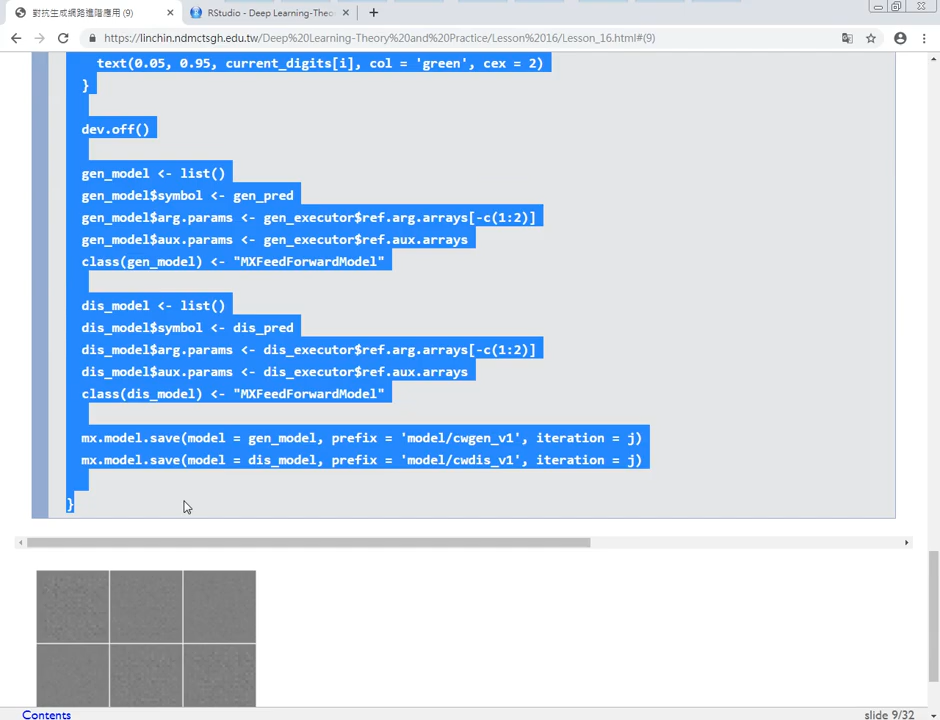 對抗生成網路進階應用 (9)
RStudio - Deep Learning-Theo
https://linchin.ndmctsgh.edu.tw/Deep%20Learning-Theory%20and%20Practice/Lesson%2016/Lesson_16.html#(9)
text(0.05, 0.95, current_digits[i], col = 'green', cex = 2)
}
dev.off()
gen_model <- list()
gen_model$symbol <- gen_pred
gen_model$arg.params <- gen_executor$ref.arg.arrays[-c(1:2)]
gen_model$aux.params <- gen_executor$ref.aux.arrays
class(gen_model) <- "MXFeedForwardModel"
dis_model <- list()
dis_model$symbol <- dis_pred
dis_model$arg.params <- dis_executor$ref.arg.arrays[-c(1:2)]
dis_model$aux.params <- dis_executor$ref.aux.arrays
class(dis_model) <- "MXFeedForwardModel"
mx.model.save(model = gen_model, prefix = 'model/cwgen_v1', iteration = j)
mx.model.save(model = dis_model, prefix = 'model/cwdis_v1', iteration = j)
}
Contents
slide 9/32